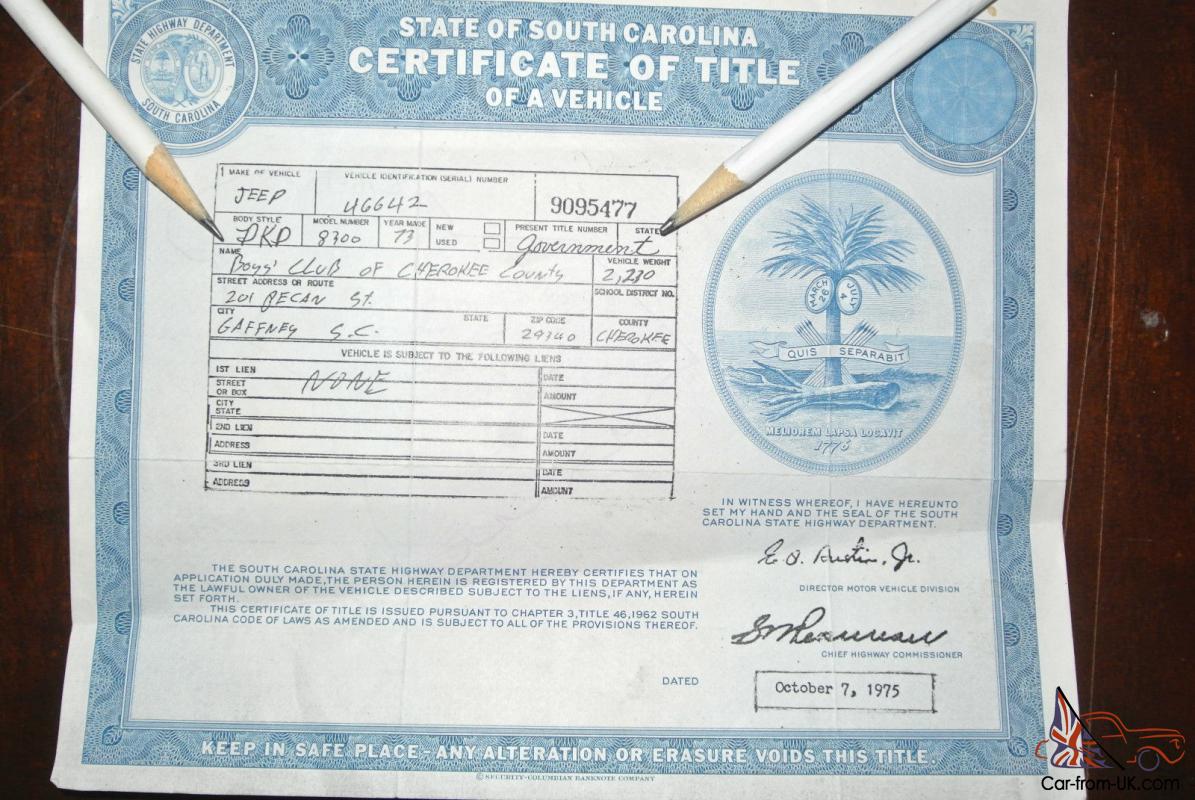 STATE OF SOUTH CAROLINA
CERTIFICATE OF TITLE
OF A VEHICLE
STATE HIGHWAY DEPARTMENT
SOUTH CAROLINA
1 MAKE OF VEHICLE
VEHICLE IDENTIFICATION (SERIAL) NUMBER
JEEP
46642
9095477
BODY STYLE
MODEL NUMBER
YEAR MADE
NEW
USED
PRESENT TITLE NUMBER
STATE
PKP
8300
73
Government
NAME
Boys' CLUB OF CHEROKEE County
VEHICLE WEIGHT
2,230
STREET ADDRESS OR ROUTE
SCHOOL DISTRICT NO.
201 PECAN St.
CITY
STATE
ZIP CODE
COUNTY
GAFFNEY S.C.
29340
CHEROKEE
VEHICLE IS SUBJECT TO THE FOLLOWING LIENS
1ST LIEN
NONE
DATE
STREET
OR BOX
AMOUNT
CITY
STATE
2ND LIEN
DATE
ADDRESS
AMOUNT
3RD LIEN
DATE
ADDRESS
AMOUNT
MARCH 26
JULY 4
QUIS SEPARABIT
MELIOREM LAPSA LOCAVIT
1776
IN WITNESS WHEREOF, I HAVE HEREUNTO
SET MY HAND AND THE SEAL OF THE SOUTH
CAROLINA STATE HIGHWAY DEPARTMENT.
E. O. Austin, Jr.
DIRECTOR MOTOR VEHICLE DIVISION
CHIEF HIGHWAY COMMISSIONER
THE SOUTH CAROLINA STATE HIGHWAY DEPARTMENT HEREBY CERTIFIES THAT ON
APPLICATION DULY MADE, THE PERSON HEREIN IS REGISTERED BY THIS DEPARTMENT AS
THE LAWFUL OWNER OF THE VEHICLE DESCRIBED SUBJECT TO THE LIENS, IF ANY, HEREIN
SET FORTH.
THIS CERTIFICATE OF TITLE IS ISSUED PURSUANT TO CHAPTER 3, TITLE 46, 1962 SOUTH
CAROLINA CODE OF LAWS AS AMENDED AND IS SUBJECT TO ALL OF THE PROVISIONS THEREOF.
DATED
October 7, 1975
KEEP IN SAFE PLACE - ANY ALTERATION OR ERASURE VOIDS THIS TITLE.
© SECURITY-COLUMBIAN BANKNOTE COMPANY
Car-from-UK.com